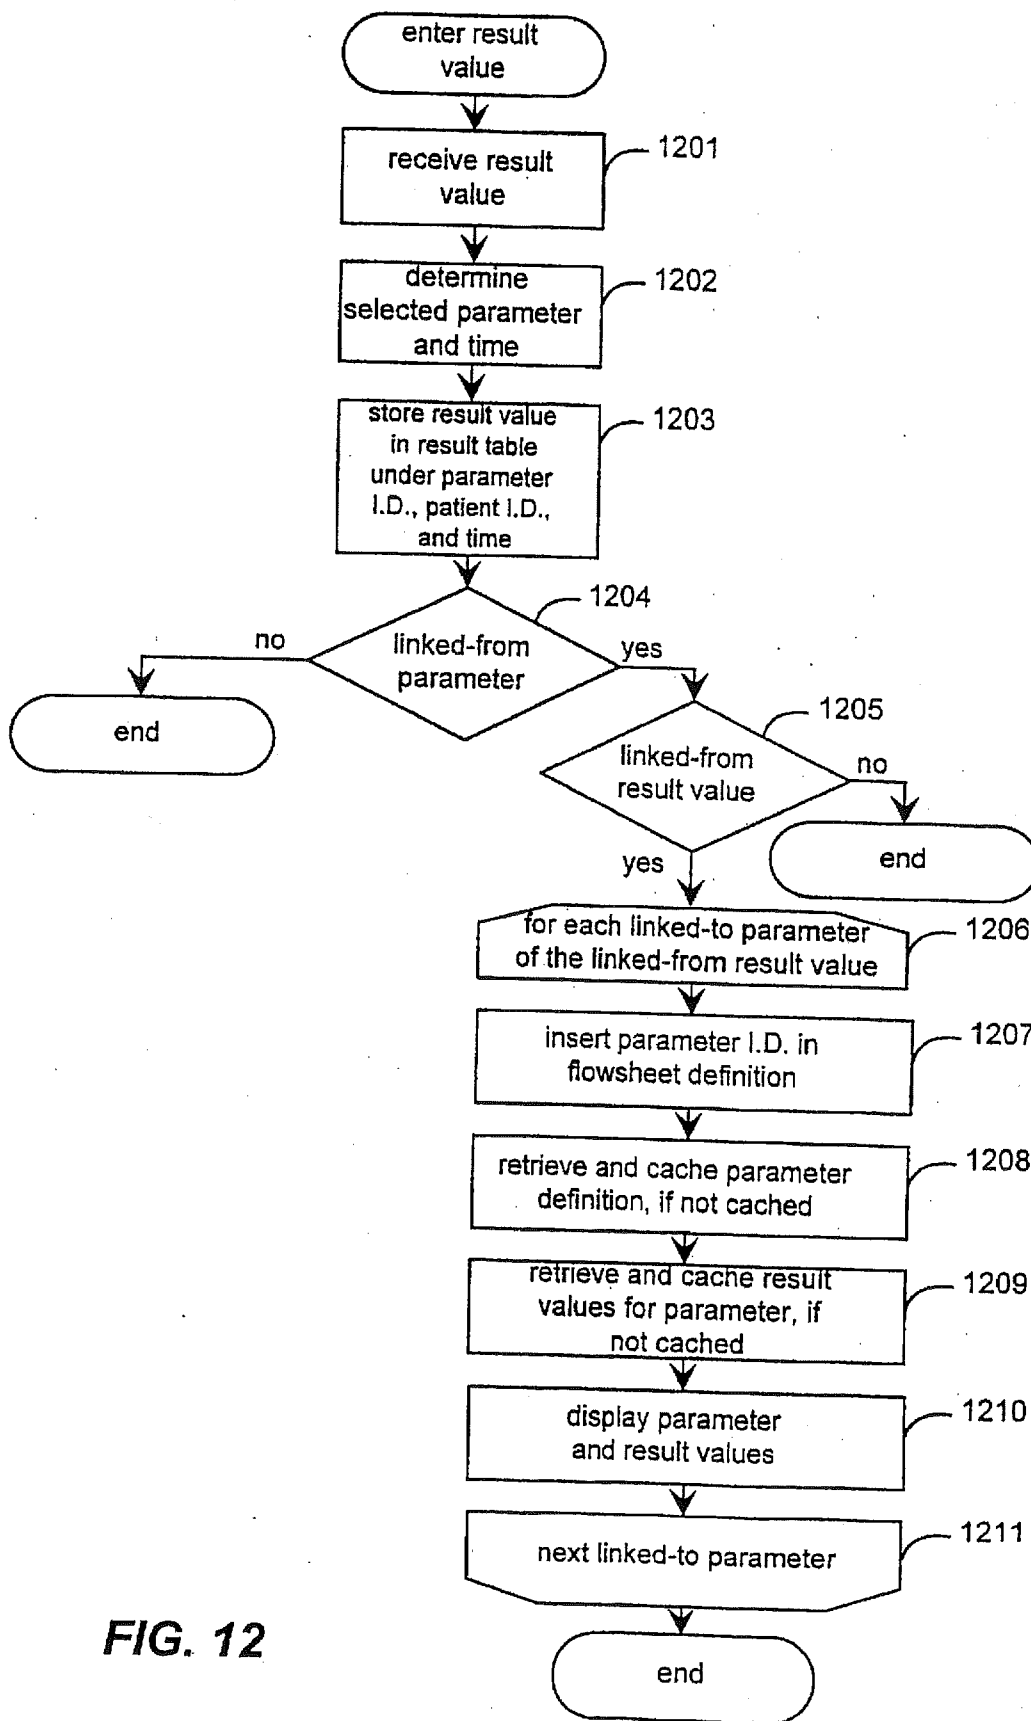 enter result
value
receive result
value
1201
determine
selected parameter
and time
1202
store result value
in result table
under parameter
I.D., patient I.D.,
and time
1203
linked-from
parameter
1204
no
yes
end
linked-from
result value
1205
no
end
yes
for each linked-to parameter
of the linked-from result value
1206
insert parameter I.D. in
flowsheet definition
1207
retrieve and cache parameter
definition, if not cached
1208
retrieve and cache result
values for parameter, if
not cached
1209
display parameter
and result values
1210
next linked-to parameter
1211
end
FIG. 12